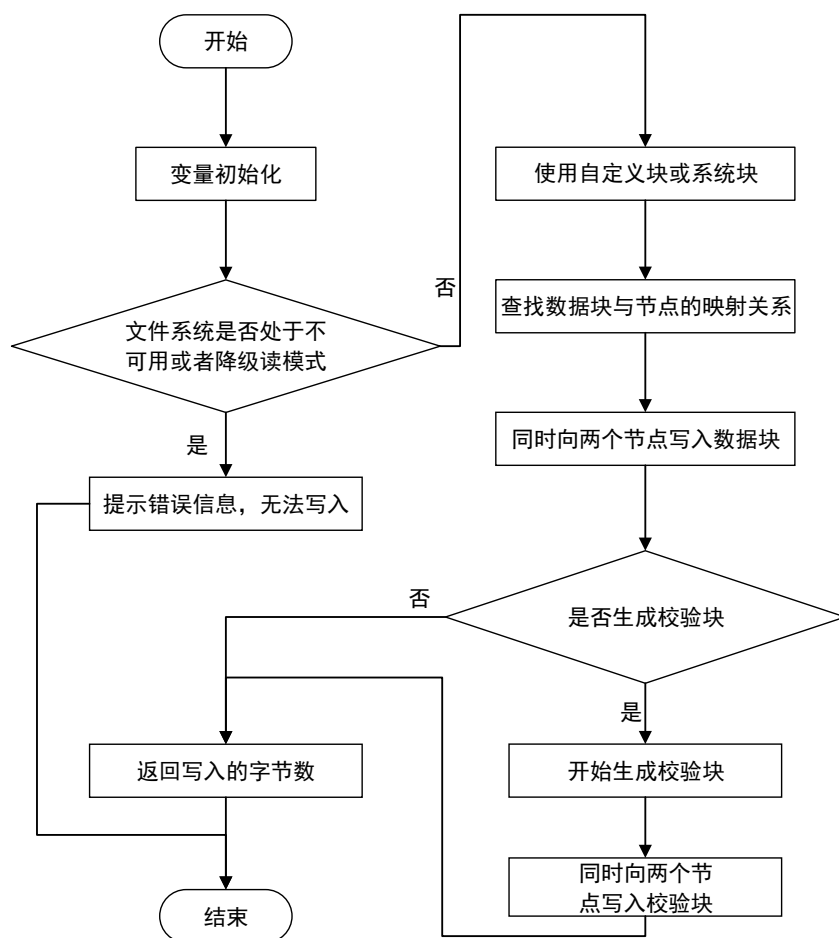 开始
变量初始化
文件系统是否处于不
可用或者降级读模式
是
提示错误信息，无法写入
否
使用自定义块或系统块
查找数据块与节点的映射关系
同时向两个节点写入数据块
是否生成校验块
否
是
开始生成校验块
同时向两个节
点写入校验块
返回写入的字节数
结束